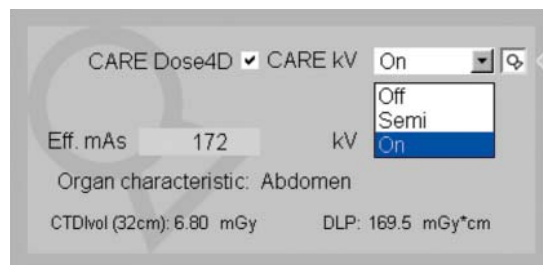 CARE Dose4D CARE kV On
Off
Semi
Eff. mAs 172 kV On
Organ characteristic: Abdomen
CTDIvol (32cm): 6.80 mGy DLP: 169.5 mGy*cm